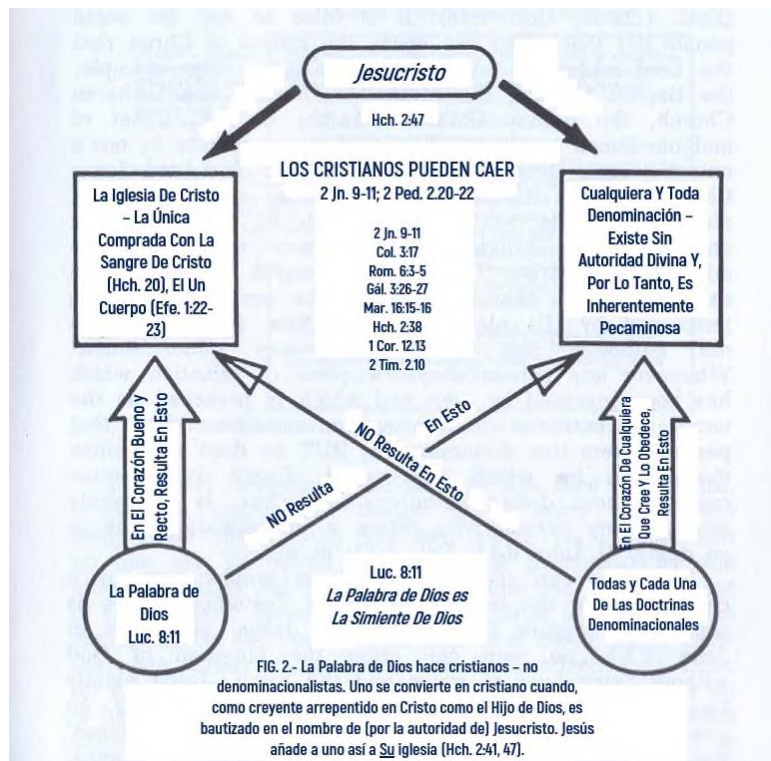 Jesucristo
Hch. 2:47
LOS CRISTIANOS PUEDEN CAER
2 Jn. 9-11; 2 Ped. 2.20-22
La Iglesia De Cristo
– La Única
Comprada Con La
Sangre De Cristo
(Hch. 20), El Un
Cuerpo (Efe. 1:22-
23)
2 Jn. 9-11
Col. 3:17
Rom. 6:3-5
Gál. 3:26-27
Mar. 16:15-16
Hch. 2:38
1 Cor. 12.13
2 Tim. 2.10
Cualquiera Y Toda
Denominación –
Existe Sin
Autoridad Divina Y,
Por Lo Tanto, Es
Inherentemente
Pecaminosa
En El Corazón Bueno y
Recto, Resulta En Esto
NO Resulta En Esto
NO Resulta En Esto
En El Corazón De Cualquiera
Que Cree Y Lo Obedece,
Resulta En Esto
La Palabra de
Dios
Luc. 8:11
Luc. 8:11
La Palabra de Dios es
La Simiente De Dios
Todas y Cada Una
De Las Doctrinas
Denominacionales
FIG. 2.- La Palabra de Dios hace cristianos – no
denominacionalistas. Uno se convierte en cristiano cuando,
como creyente arrepentido en Cristo como el Hijo de Dios, es
bautizado en el nombre de (por la autoridad de) Jesucristo. Jesús
añade a uno así a Su iglesia (Hch. 2:41, 47).